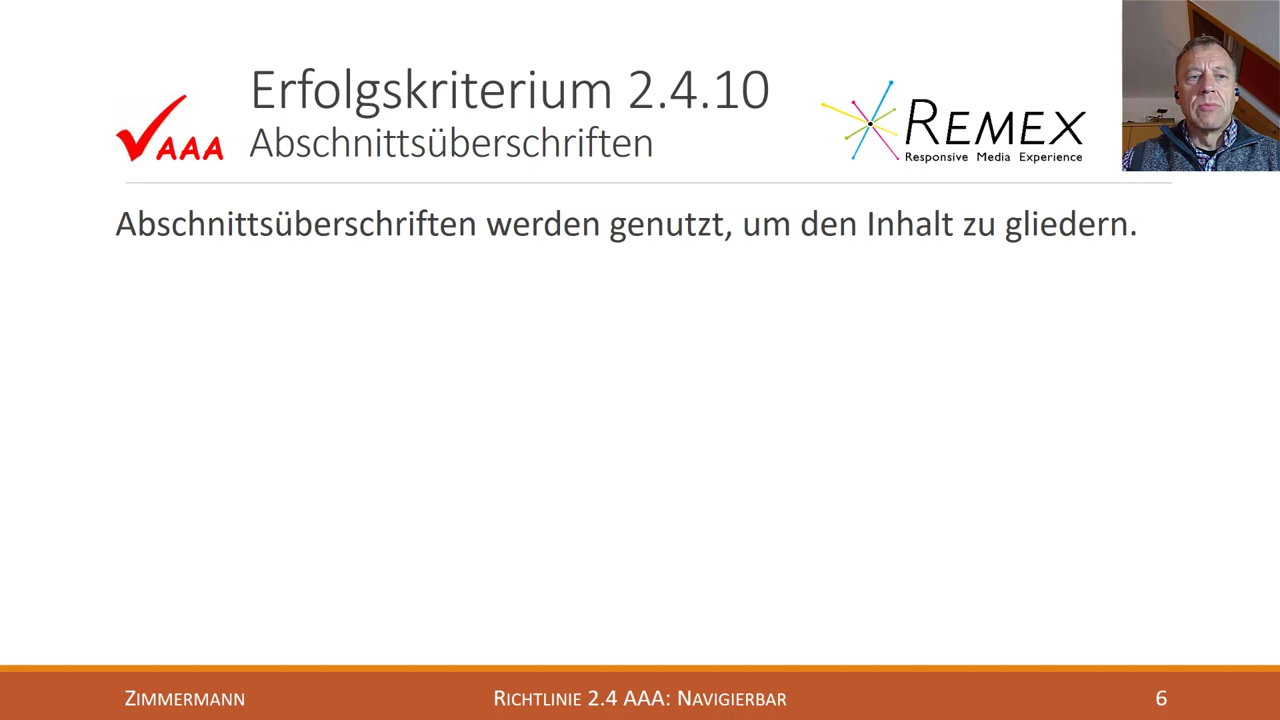 Erfolgskriterium 2.4.10
AAA
Abschnittsüberschriften
REMEX
Responsive Media Experience
Abschnittsüberschriften werden genutzt, um den Inhalt zu gliedern.
ZIMMERMANN
RICHTLINIE 2.4 AAA: NAVIGIERBAR
6